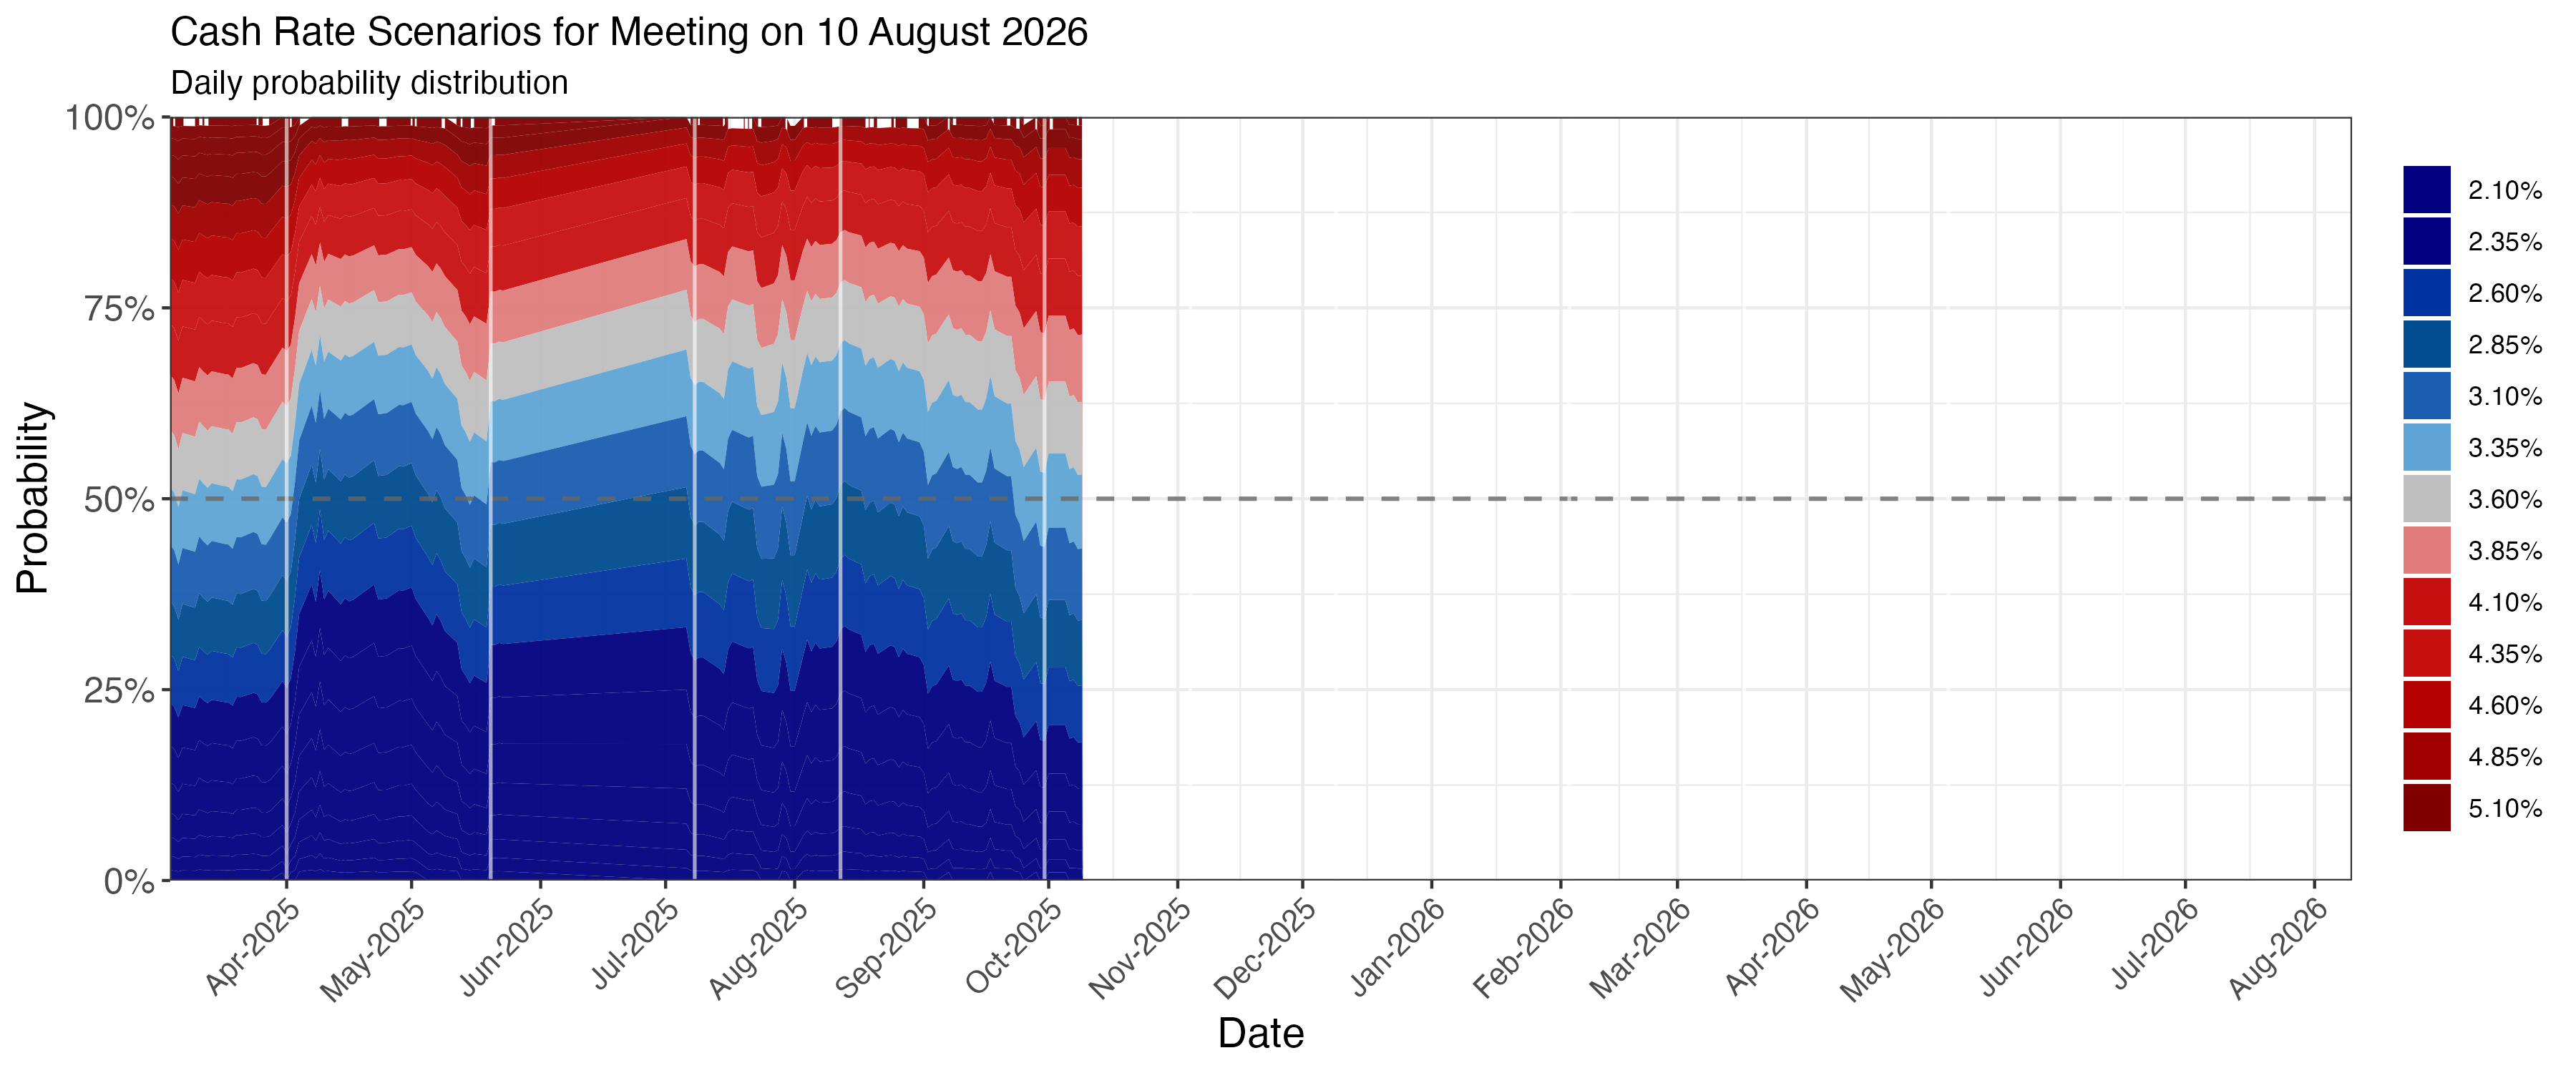 Cash Rate Scenarios for Meeting on 10 August 2026
Daily probability distribution
100%
75%
50%
25%
0%
Probability
Apr-2025
May-2025
Jun-2025
Jul-2025
Aug-2025
Sep-2025
Oct-2025
Nov-2025
Dec-2025
Jan-2026
Feb-2026
Mar-2026
Apr-2026
May-2026
Jun-2026
Jul-2026
Aug-2026
Date
2.10%
2.35%
2.60%
2.85%
3.10%
3.35%
3.60%
3.85%
4.10%
4.35%
4.60%
4.85%
5.10%